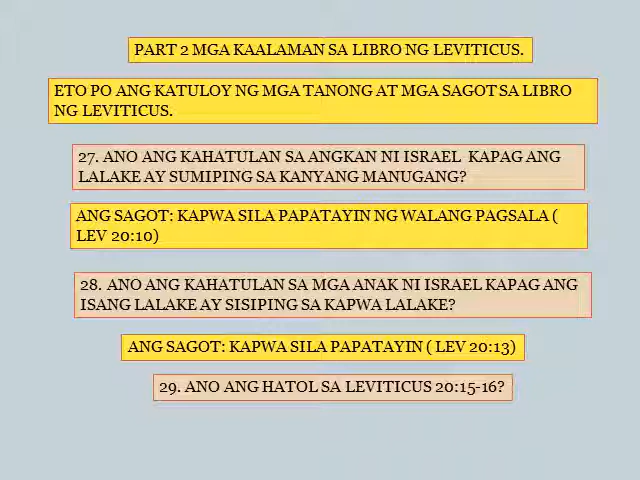 PART 2 MGA KAALAMAN SA LIBRO NG LEVITICUS.
ETO PO ANG KATULOY NG MGA TANONG AT MGA SAGOT SA LIBRO
NG LEVITICUS.
27. ANO ANG KAHATULAN SA ANGKAN NI ISRAEL KAPAG ANG
LALAKE AY SUMIPING SA KANYANG MANUGANG?
ANG SAGOT: KAPWA SILA PAPATAYIN NG WALANG PAGSALA (
LEV 20:10)
28. ANO ANG KAHATULAN SA MGA ANAK NI ISRAEL KAPAG ANG
ISANG LALAKE AY SISIPING SA KAPWA LALAKE?
ANG SAGOT: KAPWA SILA PAPATAYIN ( LEV 20:13)
29. ANO ANG HATOL SA LEVITICUS 20:15-16?